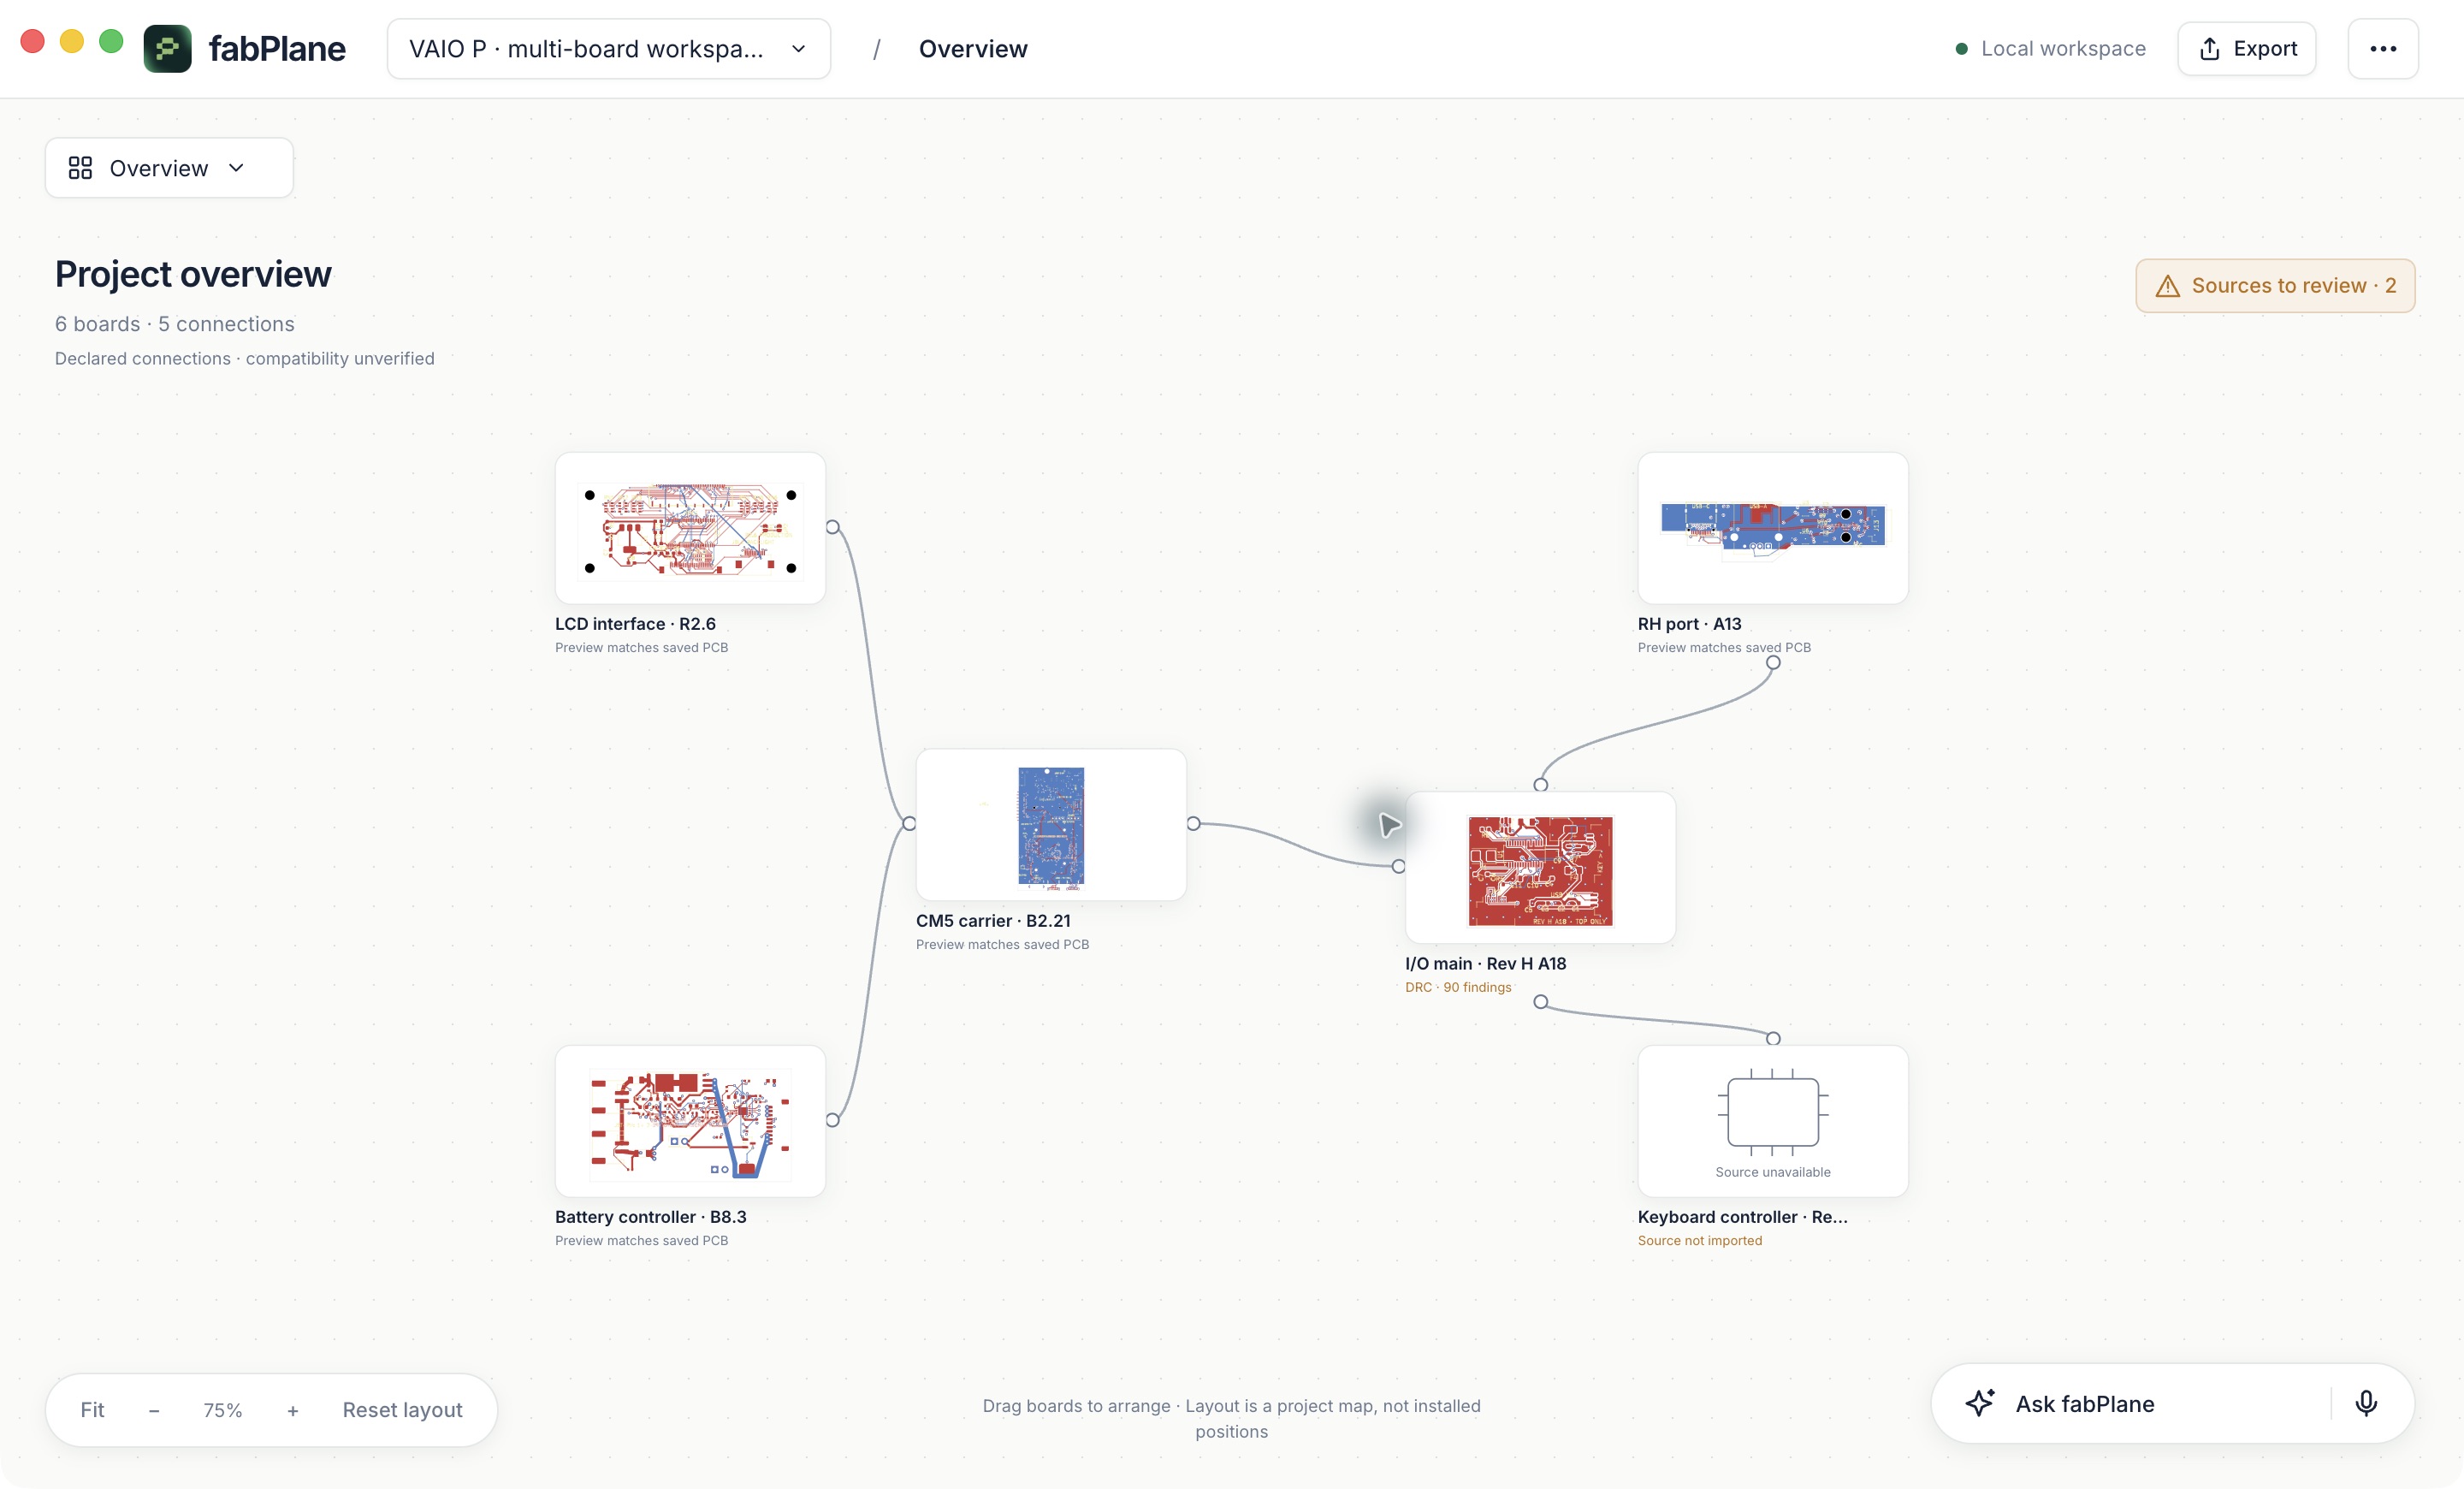 fabPlane
VAIO P · multi-board workspa...
/
Overview
Local workspace
Export
Overview
Project overview
6 boards · 5 connections
Declared connections · compatibility unverified
Sources to review · 2
LCD interface · R2.6
Preview matches saved PCB
RH port · A13
Preview matches saved PCB
CM5 carrier · B2.21
Preview matches saved PCB
REV H A18 - TOP ONLY
I/O main · Rev H A18
DRC · 90 findings
Battery controller · B8.3
Preview matches saved PCB
Source unavailable
Keyboard controller · Re...
Source not imported
Fit − 75% + Reset layout
Drag boards to arrange · Layout is a project map, not installed
positions
Ask fabPlane